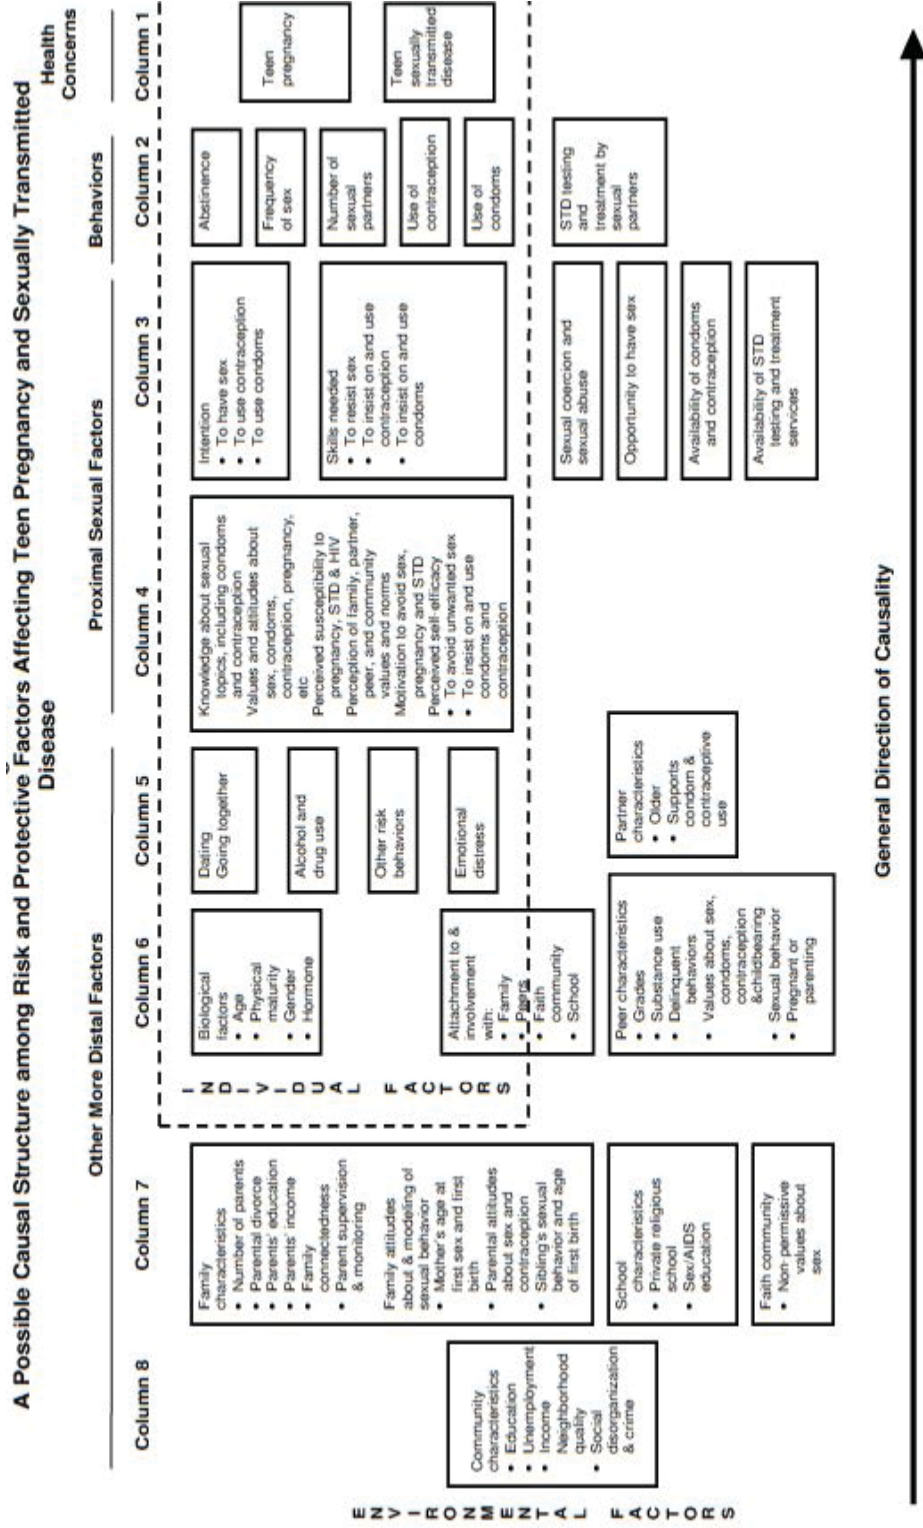 A Possible Causal Structure among Risk and Protective Factors Affecting Teen Pregnancy and Sexually Transmitted
Disease
Other More Distal Factors
Proximal Sexual Factors
Behaviors
Health
Concerns
Column 8
Column 7
Column 6
Column 5
Column 4
Column 3
Column 2
Column 1
ENVIRONMENTAL FACTORS
Community
characteristics
• Education
• Unemployment
• Income
Neighborhood
quality
• Social
disorganization
& crime
Family
characteristics
• Number of parents
• Parental divorce
• Parents' education
• Parents' income
• Family
connectedness
• Parent supervision
& monitoring
Family attitudes
about & modeling of
sexual behavior
• Mother's age at
first sex and first
birth
• Parental attitudes
about sex and
contraception
• Sibling's sexual
behavior and age
of first birth
School
characteristics
• Private religious
school
• Sex/AIDS
education
Faith community
• Non-permissive
values about
sex
INDIVIDUAL FACTORS
Biological
factors
• Age
• Physical
maturity
• Gender
• Hormone
Attachment to &
involvement
with:
• Family
• Peers
• Faith
community
• School
Peer characteristics
• Grades
• Substance use
• Delinquent
behaviors
• Values about sex,
condoms,
contraception
&childbearing
• Sexual behavior
• Pregnant or
parenting
Dating
Going together
Alcohol and
drug use
Other risk
behaviors
Emotional
distress
Partner
characteristics
• Older
• Supports
condom &
contraceptive
use
Knowledge about sexual
topics, including condoms
and contraception
Values and attitudes about
sex, condoms,
contraception, pregnancy,
etc
Perceived susceptibility to
pregnancy, STD & HIV
Perception of family, partner,
peer, and community
values and norms
Motivation to avoid sex,
pregnancy and STD
Perceived self-efficacy
• To avoid unwanted sex
• To insist on and use
condoms and
contraception
Intention
• To have sex
• To use contraception
• To use condoms
Skills needed
• To resist sex
• To insist on and use
contraception
• To insist on and use
condoms
Sexual coercion and
sexual abuse
Opportunity to have sex
Availability of condoms
and contraception
Availability of STD
testing and treatment
services
Abstinence
Frequency
of sex
Number of
sexual
partners
Use of
contraception
Use of
condoms
STD testing
and
treatment by
sexual
partners
Teen
pregnancy
Teen
sexually
transmitted
disease
General Direction of Causality